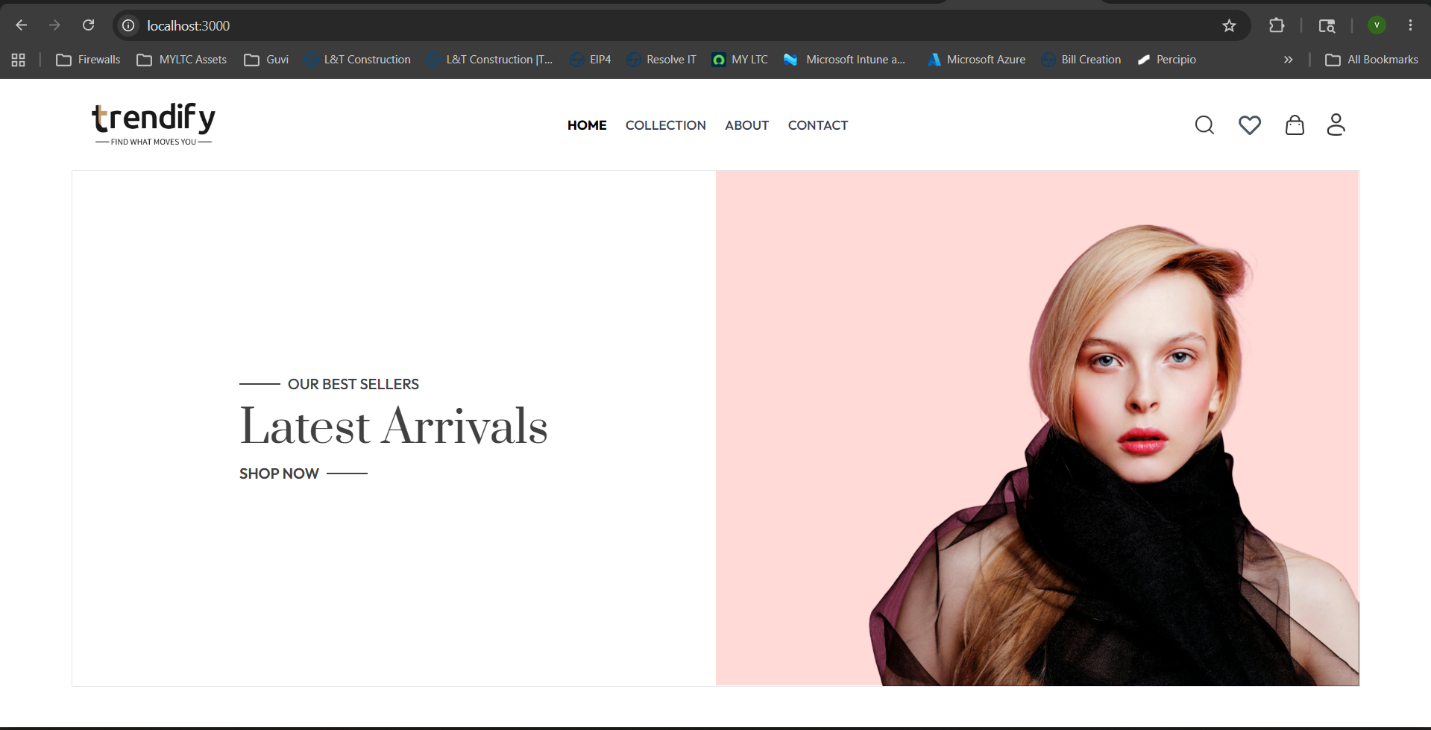 localhost:3000
Y
Firewalls MYLTC Assets Guvi L&T Construction L&T Construction |T... EIP4 Resolve IT MY LTC Microsoft Intune a... Microsoft Azure Bill Creation Percipio » All Bookmarks
trendify
FIND WHAT MOVES YOU
HOME COLLECTION ABOUT CONTACT
OUR BEST SELLERS
Latest Arrivals
SHOP NOW